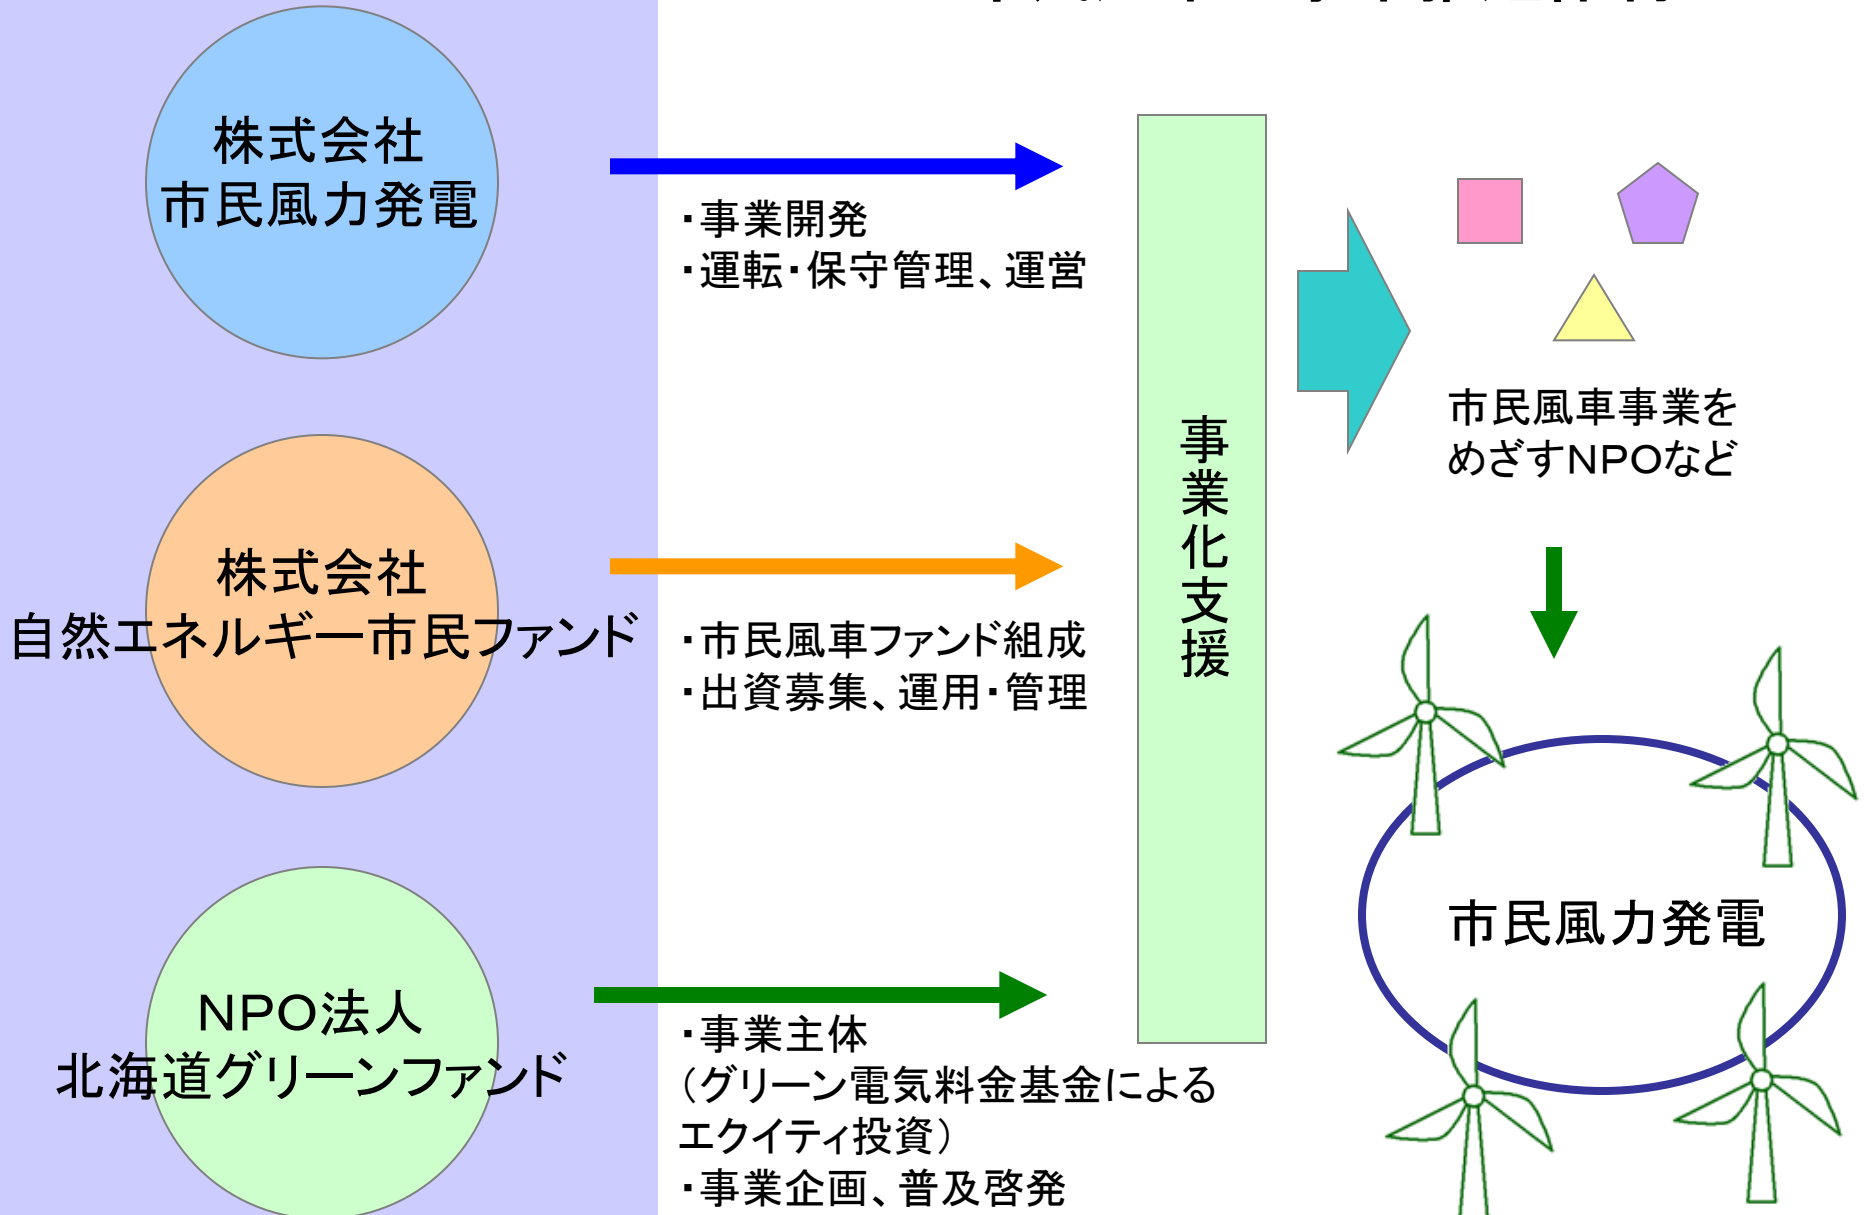 株式会社
市民風力発電
・事業開発
・運転・保守管理、運営
株式会社
自然エネルギー市民ファンド
・市民風車ファンド組成
・出資募集、運用・管理
NPO法人
北海道グリーンファンド
・事業主体
（グリーン電気料金基金による
エクイティ投資）
・事業企画、普及啓発
事業化支援
市民風車事業を
めざすNPOなど
市民風力発電